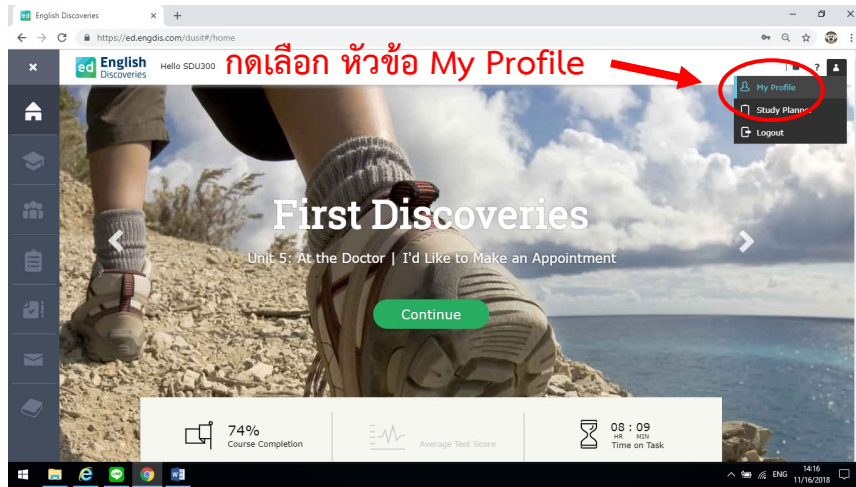 English Discoveries
https://ed.engdis.com/dusit#/home
ed English Discoveries
Hello SDU300
กดเลือก หัวข้อ My Profile
?
My Profile
Study Planner
Logout
First Discoveries
Unit 5: At the Doctor | I'd Like to Make an Appointment
Continue
74%
Course Completion
Average Test Score
08 : 09
HR MIN
Time on Task
ENG
14:16
11/16/2018